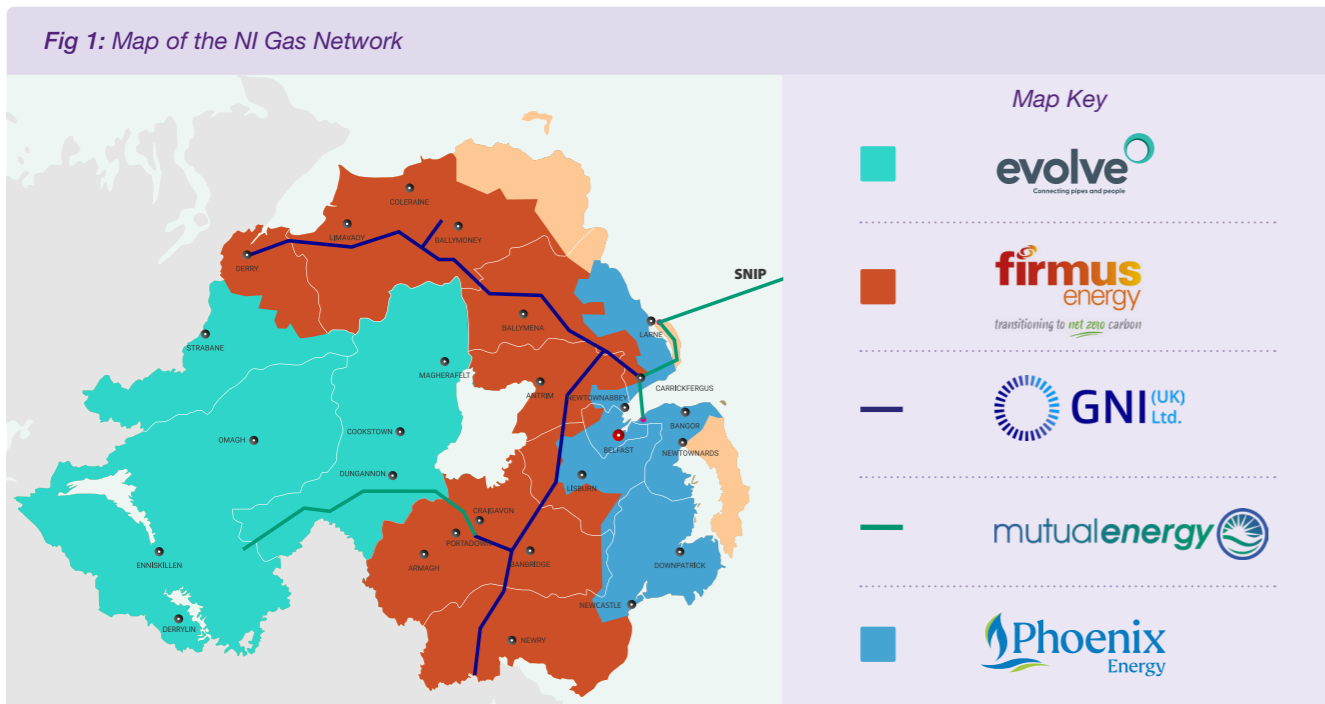 Fig 1: Map of the NI Gas Network
Map Key
evolve
Connecting pipes and people
firmus
energy
transitioning to net zero carbon
GNI (UK) Ltd.
mutualenergy
Phoenix
Energy
SNIP
COLERAINE
LIMAVADY
BALLYMONEY
DERRY
LARNE
BALLYMENA
STRABANE
MAGHERAFELT
CARRICKFERGUS
ANTRIM
NEWTOWNABBEY
BANGOR
COOKSTOWN
OMAGH
BELFAST
NEWTOWNARDS
DUNGANNON
LISBURN
CRAIGAVON
PORTADOWN
ENNISKILLEN
ARMAGH
BANBRIDGE
DOWNPATRICK
NEWCASTLE
DERRYLIN
NEWRY